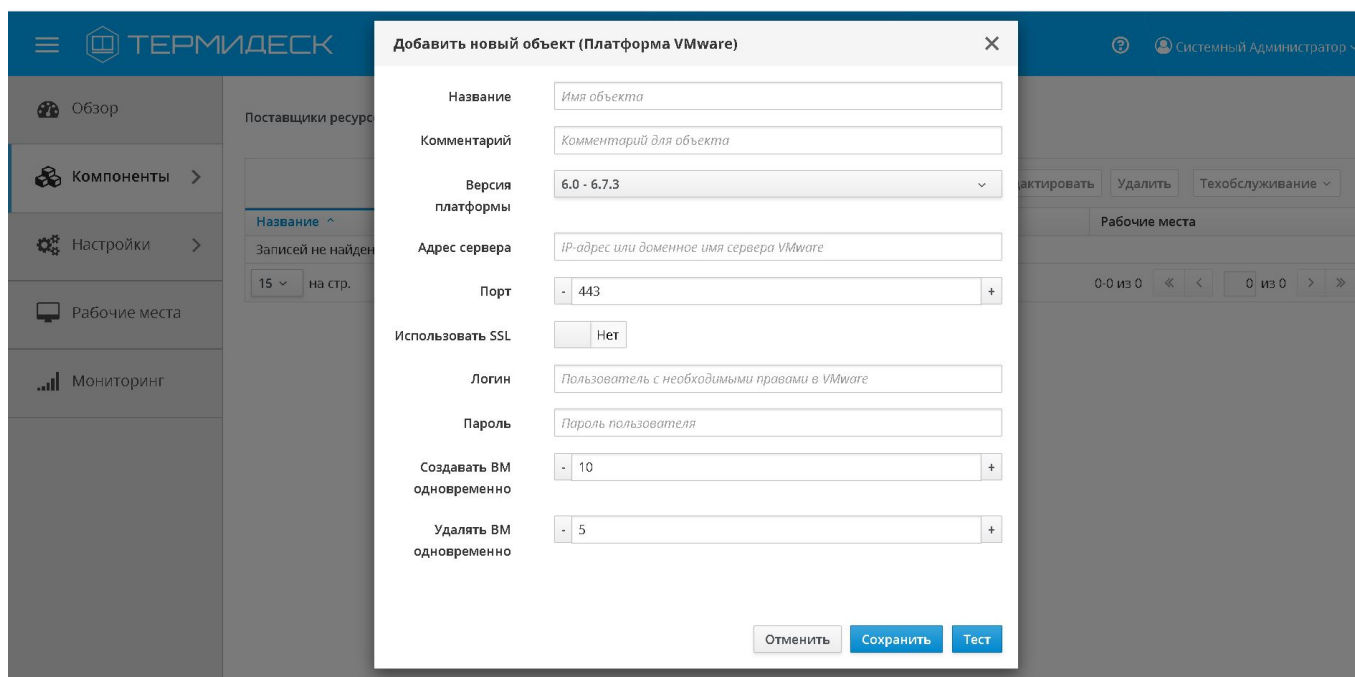 ТЕРМИДЕСК
Системный Администратор
Обзор
Компоненты
Настройки
Рабочие места
Мониторинг
Поставщики
Удалить
Техобслуживание
Название
Рабочие места
Записей не найден
15
на стр.
0-0 из 0
0 из 0
Добавить новый объект (Платформа VMware)
Название
Имя объекта
Комментарий
Комментарий для объекта
Версия
платформы
6.0 - 6.7.3
Адрес сервера
IP-адрес или доменное имя сервера VMware
Порт
- 443 +
Использовать SSL
Нет
Логин
Пользователь с необходимыми правами в VMware
Пароль
Пароль пользователя
Создавать ВМ
одновременно
- 10 +
Удалять ВМ
одновременно
- 5 +
Отменить
Сохранить
Тест